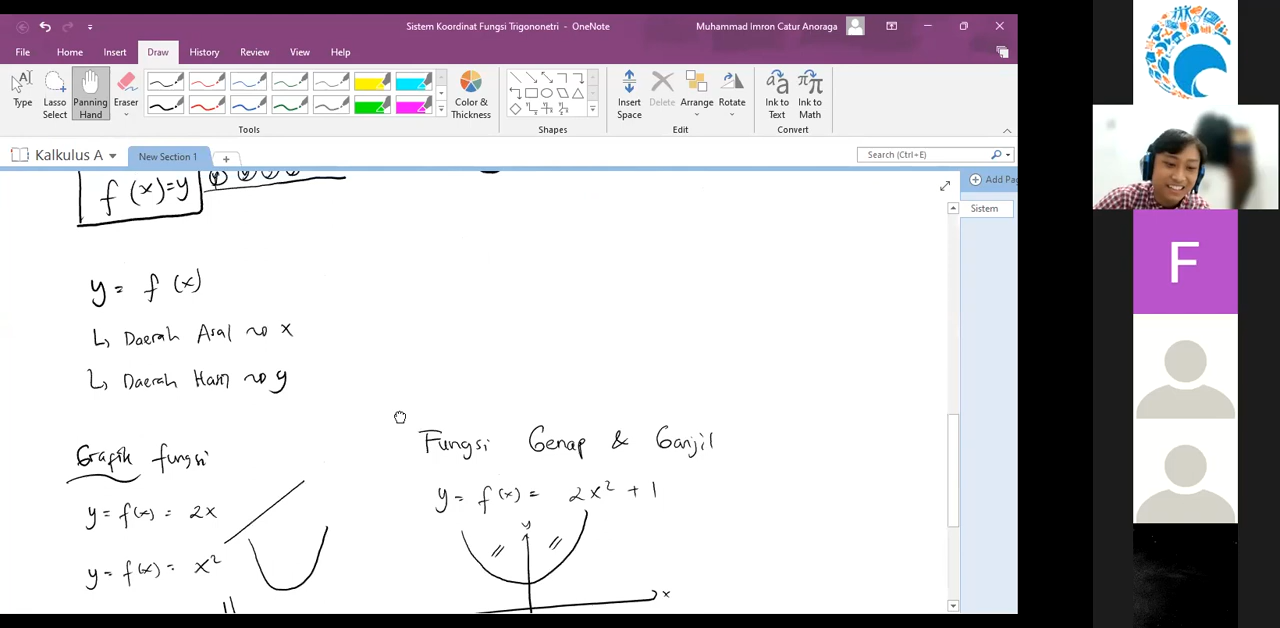 Sistem Koordinat Fungsi Trigononetri - OneNote
Muhammad Imron Catur Anoraga
File Home Insert Draw History Review View Help
Type
Lasso Select
Panning Hand
Eraser
Color & Thickness
Insert Space
Delete
Arrange
Rotate
Ink to Text
Ink to Math
Tools
Shapes
Edit
Convert
Kalkulus A
New Section 1
Search (Ctrl+E)
Add Pag
Sistem
f (x)=y
y = f (x)
↳ Daerah Asal ~> x
↳ Daerah Hasil ~> y
Grafik fungsi
y = f(x) = 2x
y = f(x) = x²
Fungsi Genap & Ganjil
y = f(x) = 2x² + 1
y
x
F